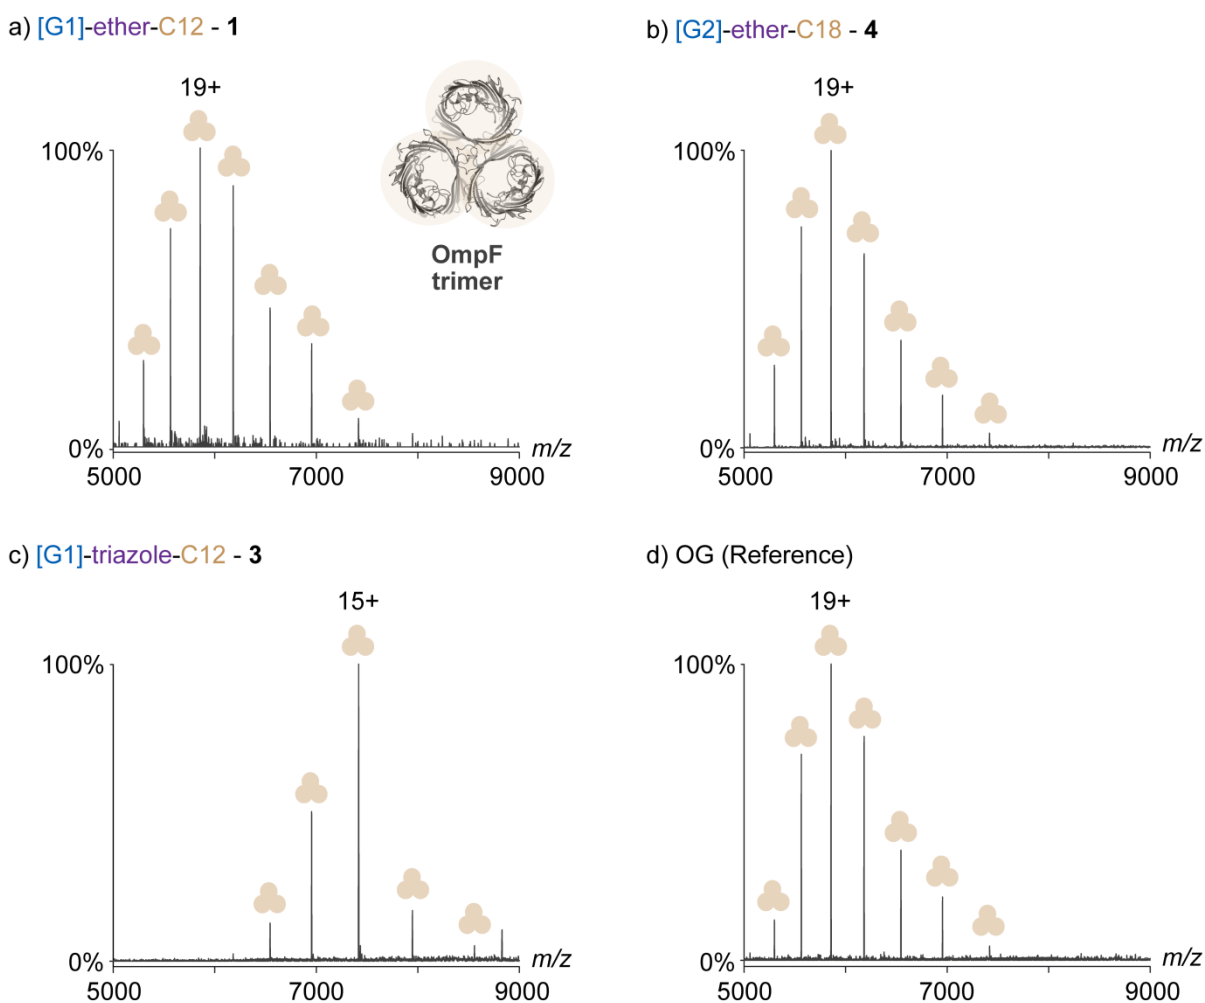 a) [G1]-ether-C12 - 1
19+
100%
0%
5000
7000
9000
m/z
OmpF
trimer
b) [G2]-ether-C18 - 4
19+
100%
0%
5000
7000
9000
m/z
c) [G1]-triazole-C12 - 3
15+
100%
0%
5000
7000
9000
m/z
d) OG (Reference)
19+
100%
0%
5000
7000
9000
m/z